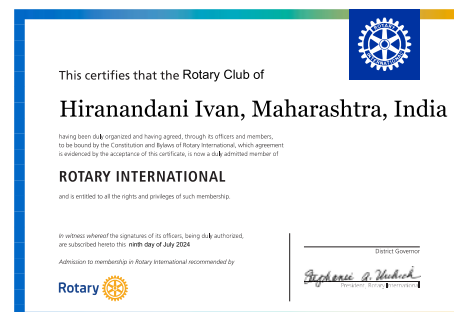 ROTARY
INTERNATIONAL
This certifies that the Rotary Club of
Hiranandani Ivan, Maharashtra, India
having been duly organized and having agreed, through its officers and members,
to be bound by the Constitution and Bylaws of Rotary International, which agreement
is evidenced by the acceptance of this certificate, is now a duly admitted member of
ROTARY INTERNATIONAL
and is entitled to all the rights and privileges of such membership.
In witness whereof the signatures of its officers, being duly authorized,
are subscribed hereto this ninth day of July 2024
Admission to membership in Rotary International recommended by
District Governor
Stephanie A. Urchick
President, Rotary International
Rotary